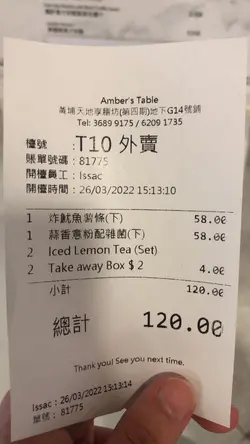 Amber's Table
黃埔天地享膳坊(第四期)地下G14號鋪
Tel: 3689 9175 / 6209 1735
檯號 : T10 外賣
賬單號碼 : 81775
開檯員工 : Issac
開檯時間 : 26/03/2022 15:13:10
1 炸魷魚薯條(下) 58.00
1 蒜香意粉配雜菌(下) 58.00
2 Iced Lemon Tea (Set)
2 Take away Box $ 2 4.00
小計 120.00
總計 120.00
Thank you! See you next time.
Issac : 26/03/2022 15:13:14
單號 : 81775